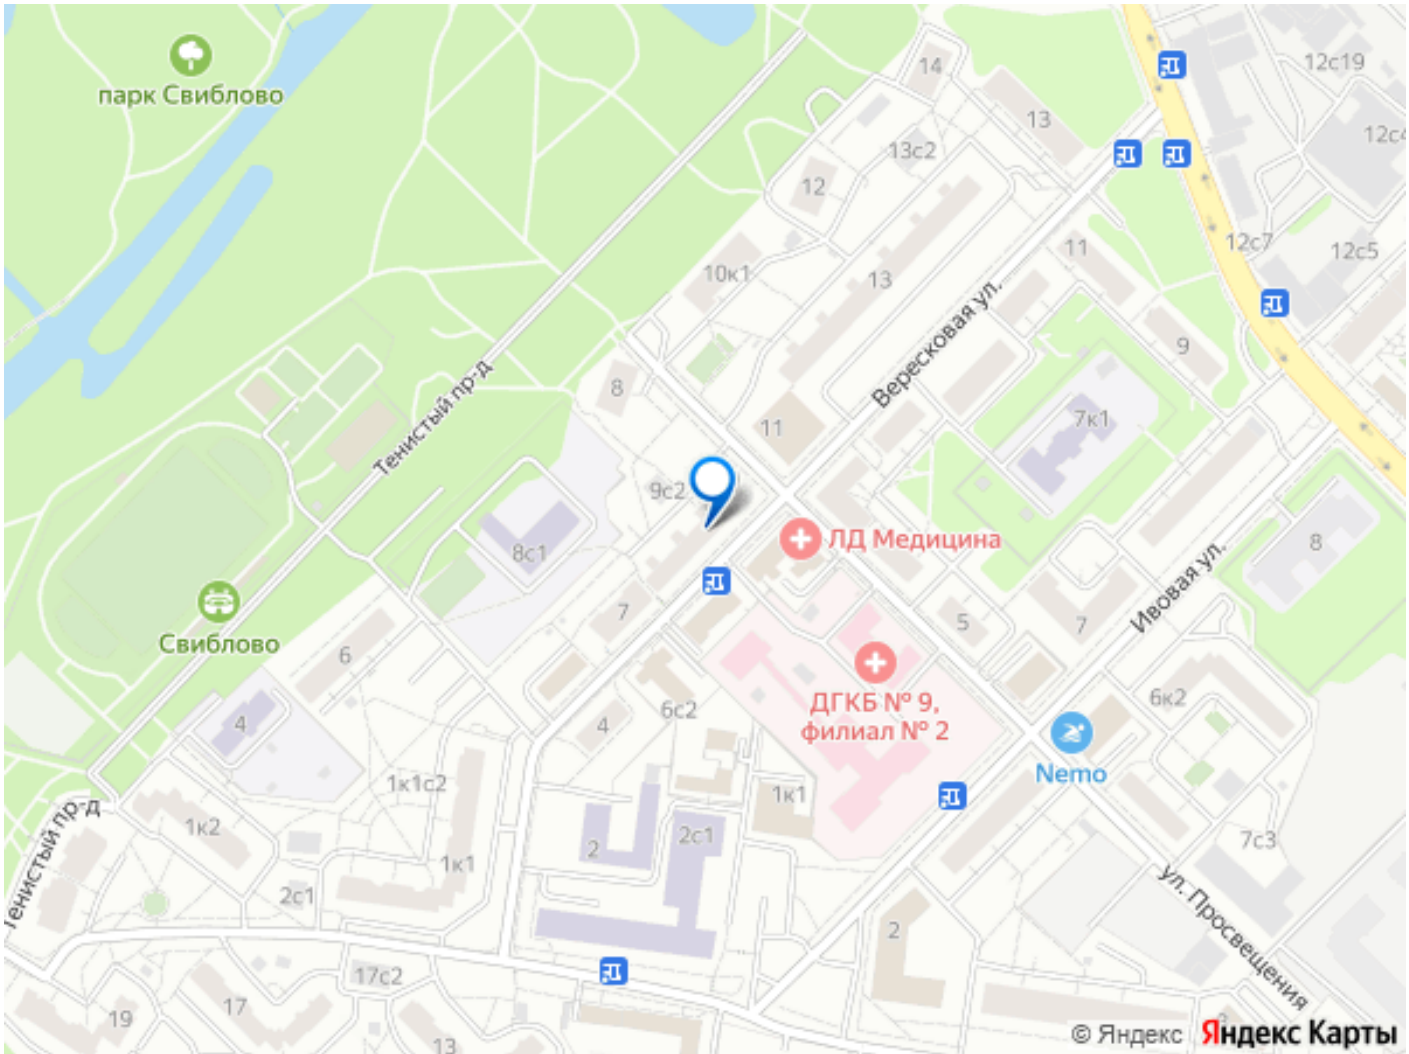 14
12с19
парк Свиблово
13
12с4
13с2
12
12с7
11
12с5
10к1
13
Вересковая ул.
9
Тенистый пр-д
8
7к1
11
9с2
ЛД Медицина
8с1
8
Ивовая ул.
7
5
7
Свиблово
6
ДГКБ № 9,
филиал № 2
6к2
6с2
4
4
Nemo
1к1с2
1к1
Тенистый пр-д
1к2
2с1
2
7с3
1к1
2с1
ул. Просвещения
2
17с2
17
19
13
© Яндекс
Яндекс Карты